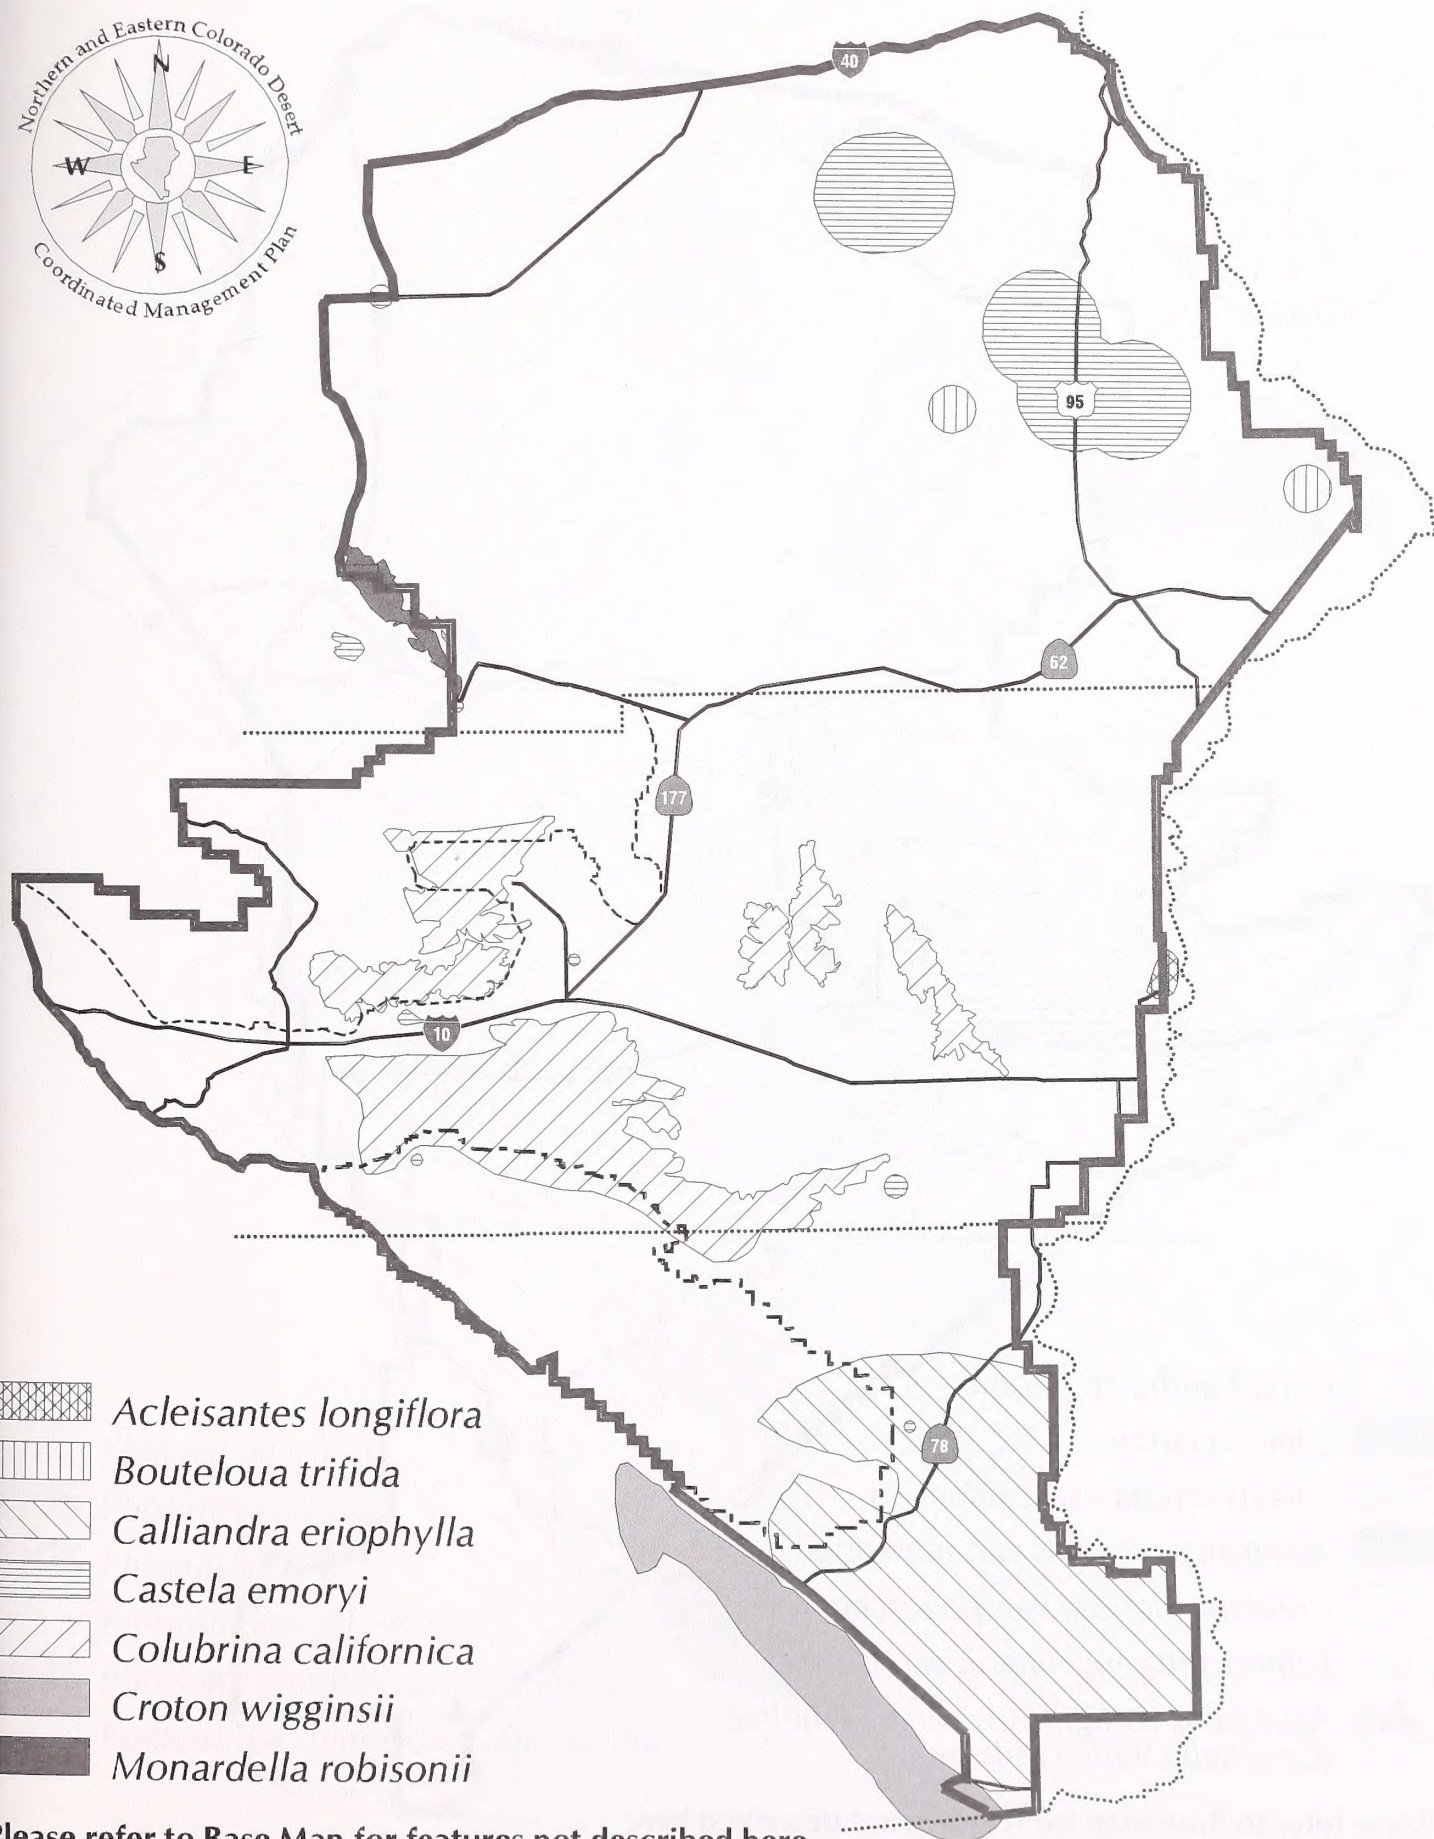 Northern and Eastern Colorado Desert
N
W
E
S
Coordinated Management Plan
40
95
62
177
10
78
Acleisantes longiflora
Bouteloua trifida
Calliandra eriophylla
Castela emoryi
Colubrina californica
Croton wigginsii
Monardella robisonii
Please refer to Base Map for features not described here